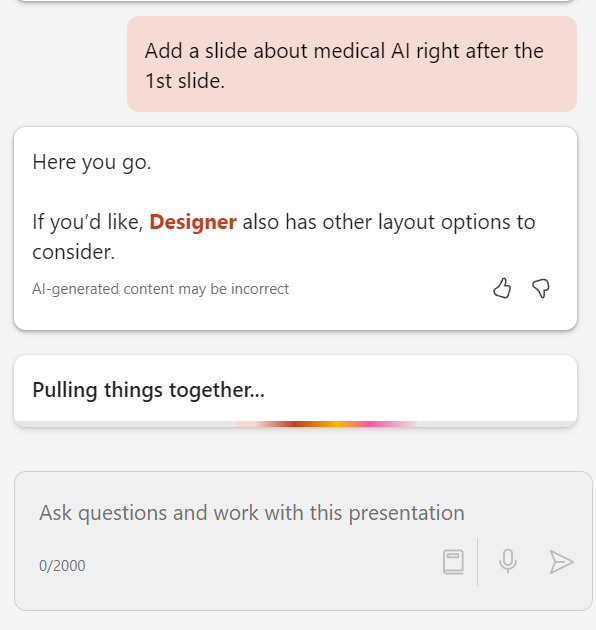 Add a slide about medical AI right after the
1st slide.
Here you go.
If you’d like, Designer also has other layout options to
consider.
AI-generated content may be incorrect
Pulling things together...
Ask questions and work with this presentation
0/2000